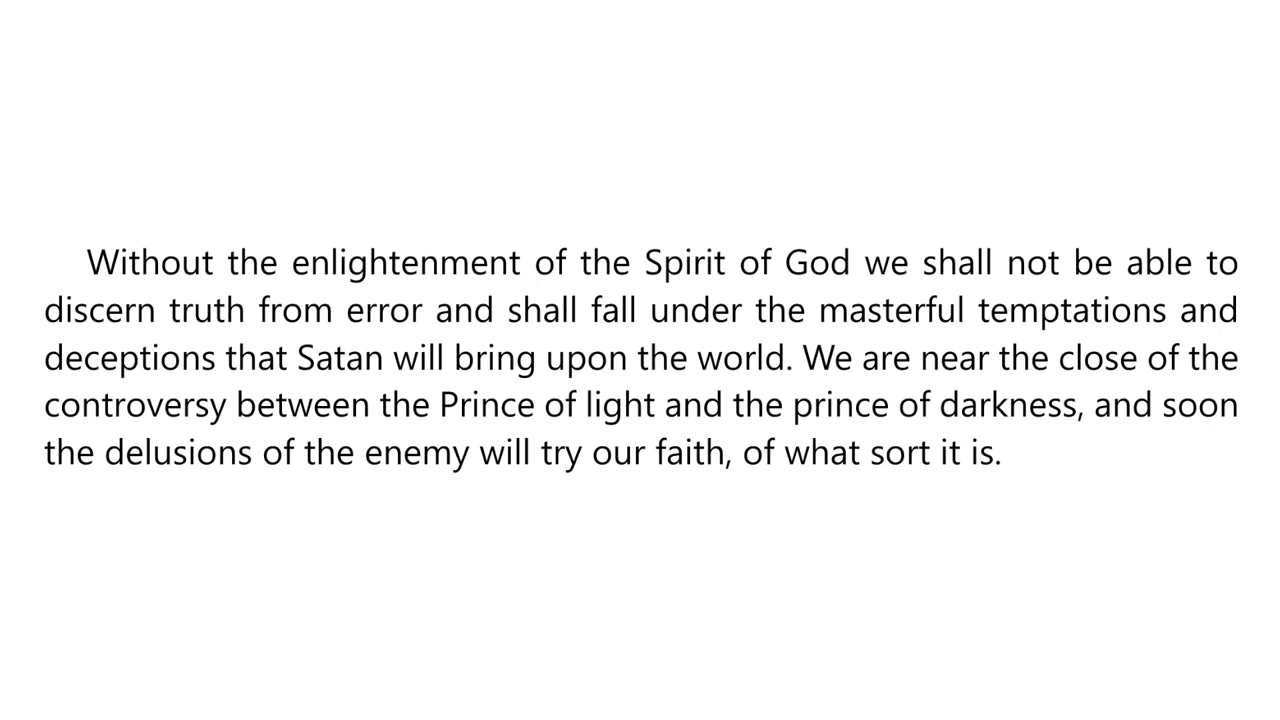 Without the enlightenment of the Spirit of God we shall not be able to
discern truth from error and shall fall under the masterful temptations and
deceptions that Satan will bring upon the world. We are near the close of the
controversy between the Prince of light and the prince of darkness, and soon
the delusions of the enemy will try our faith, of what sort it is.